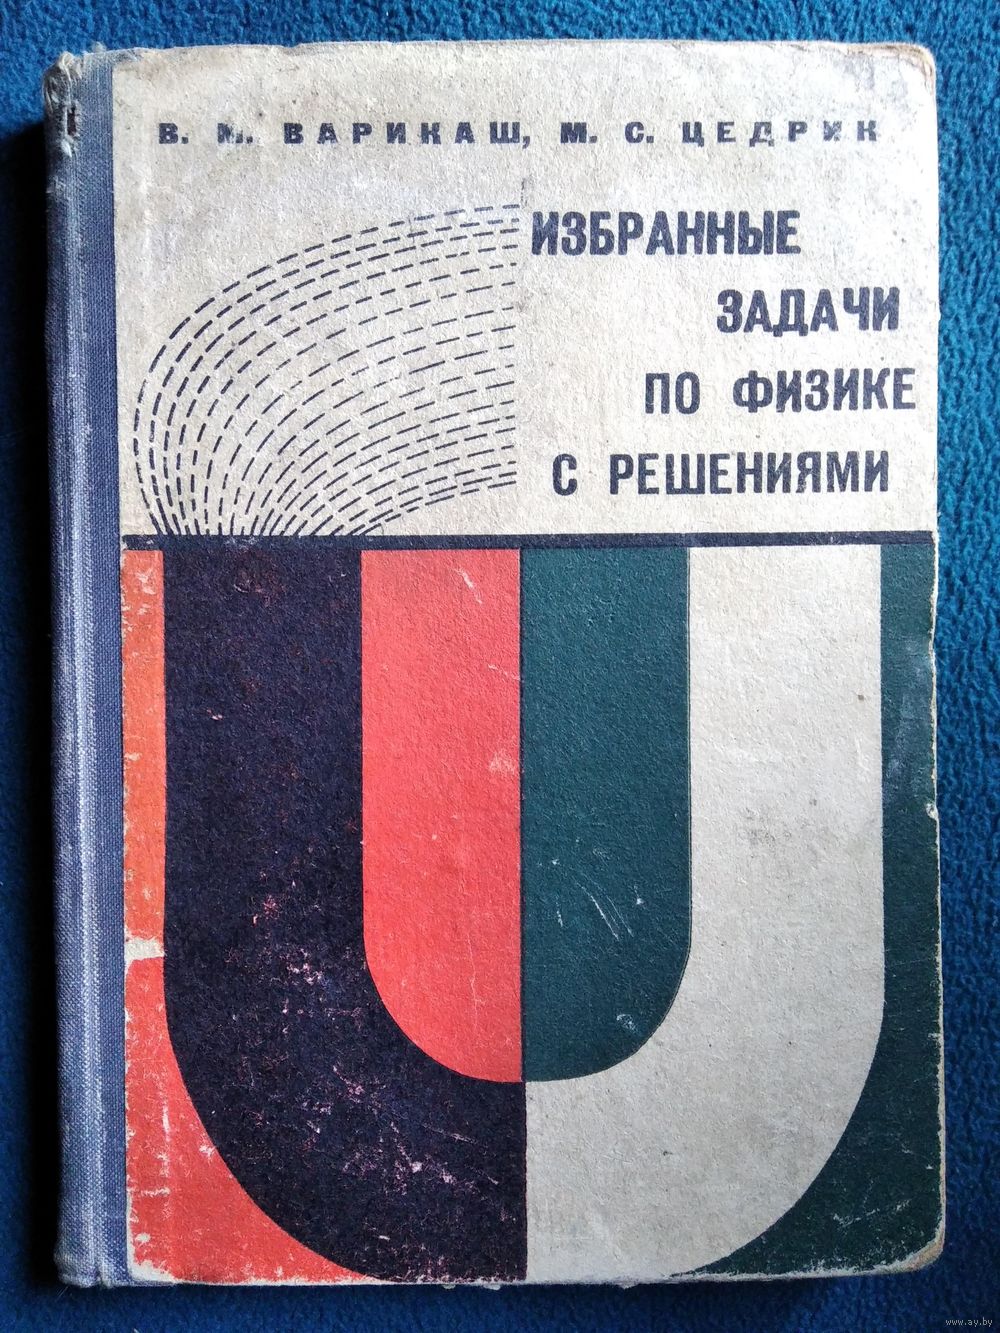 В. М. ВАРИКАШ, М. С. ЦЕДРИК
ИЗБРАННЫЕ
ЗАДАЧИ
ПО ФИЗИКЕ
С РЕШЕНИЯМИ
www.ay.by